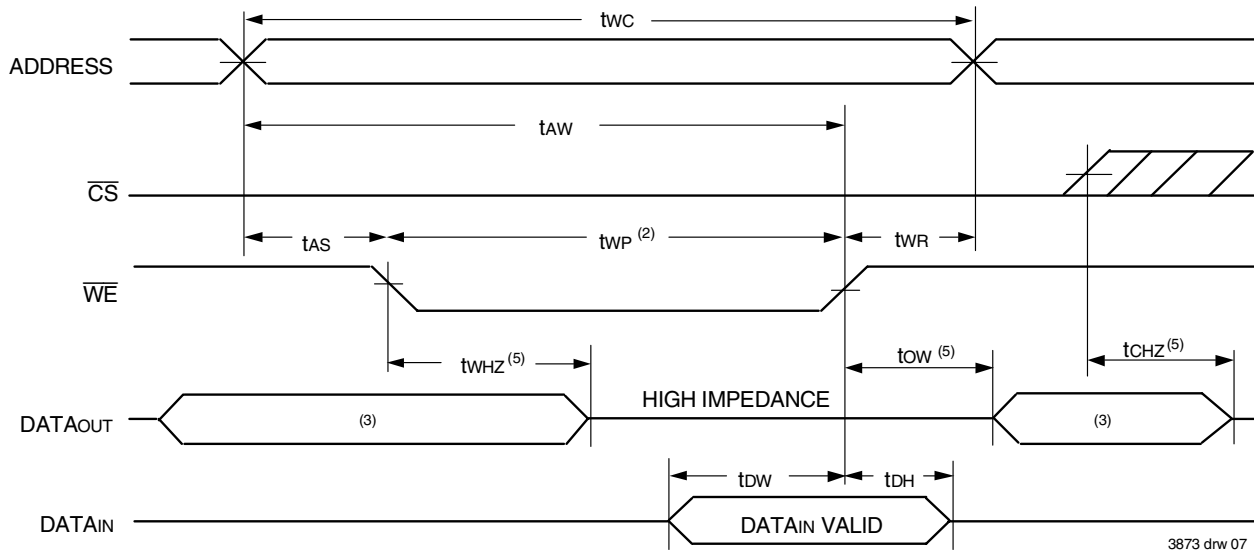 tWC
ADDRESS
tAW
CS
tAS
tWP (2)
tWR
WE
tWHZ (5)
tOW (5)
tCHZ (5)
HIGH IMPEDANCE
DATAOUT
(3)
(3)
tDW
tDH
DATAIN
DATAIN VALID
3873 drw 07